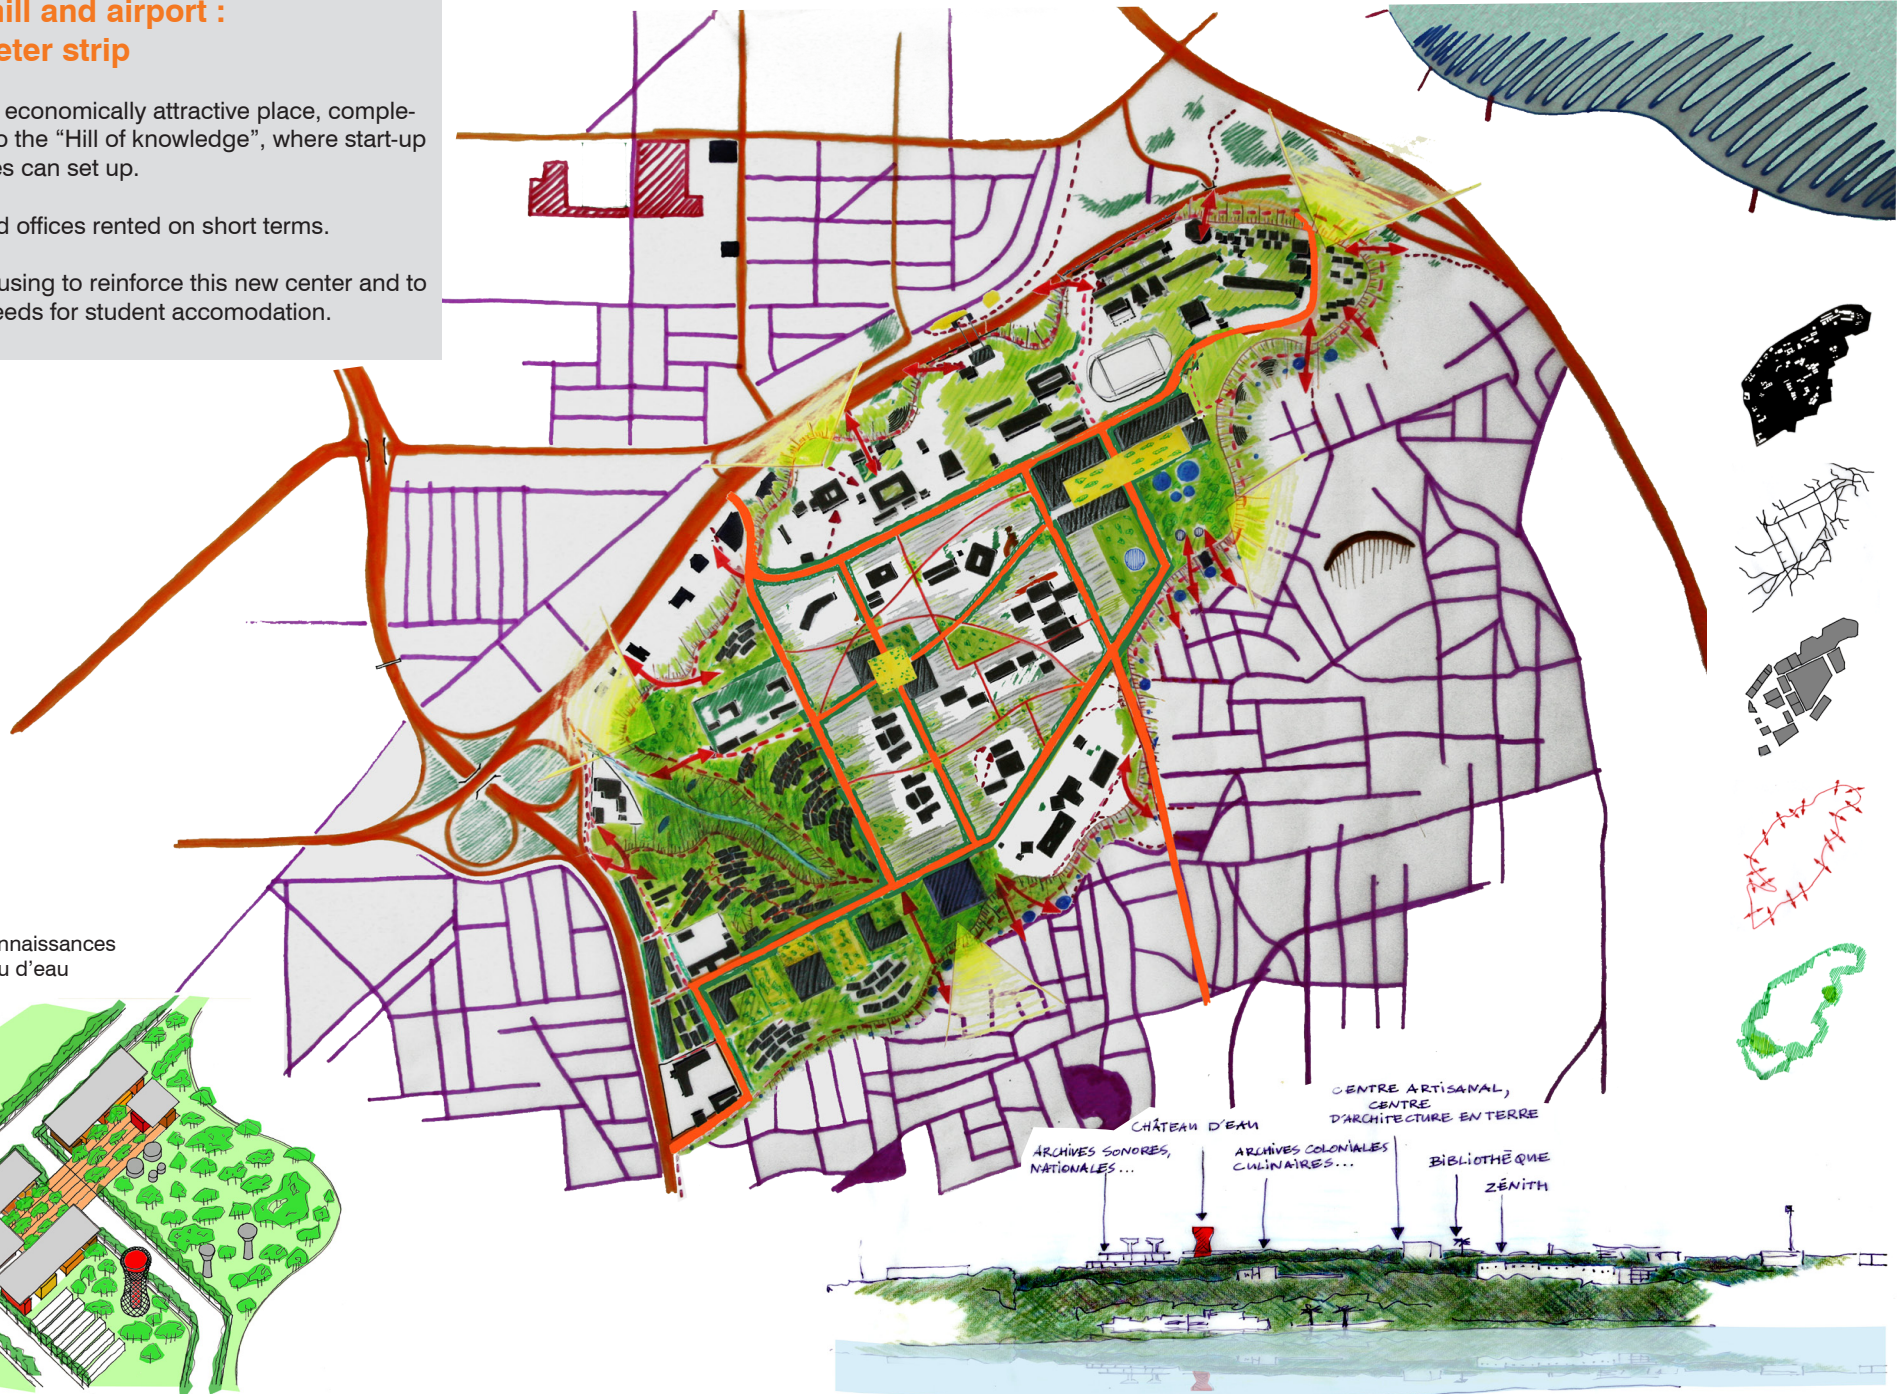 hill and airport :
eter strip
economically attractive place, comple-
o the “Hill of knowledge”, where start-up
es can set up.
d offices rented on short terms.
using to reinforce this new center and to
eeds for student accomodation.
nnaissances
u d’eau
CENTRE ARTISANAL,
CENTRE
D'ARCHITECTURE EN TERRE
CHÂTEAU D'EAU
ARCHIVES SONORES,
NATIONALES...
ARCHIVES COLONIALES
CULINAIRES...
BIBLIOTHÈQUE
ZÉNITH